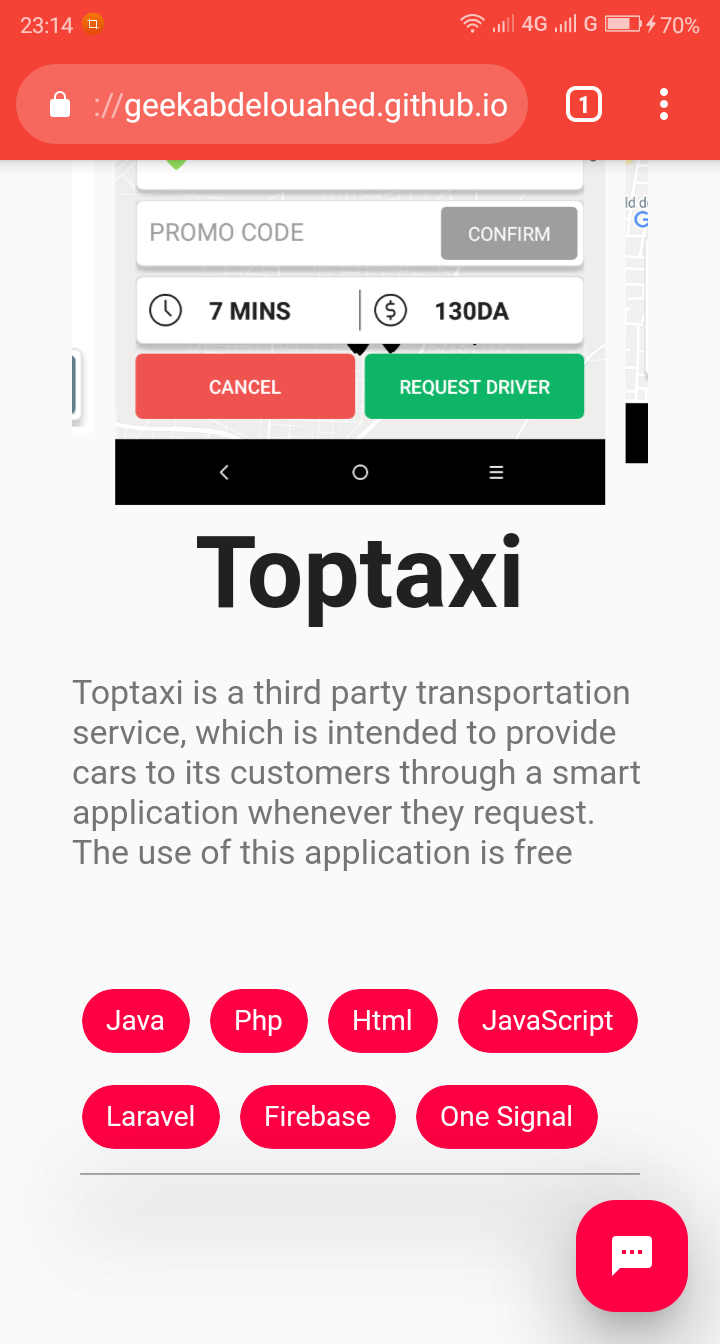 23:14 4G G 70%
://geekabdelouahed.github.io 1
PROMO CODE CONFIRM
7 MINS 130DA
CANCEL REQUEST DRIVER
Toptaxi
Toptaxi is a third party transportation
service, which is intended to provide
cars to its customers through a smart
application whenever they request.
The use of this application is free
Java Php Html JavaScript
Laravel Firebase One Signal